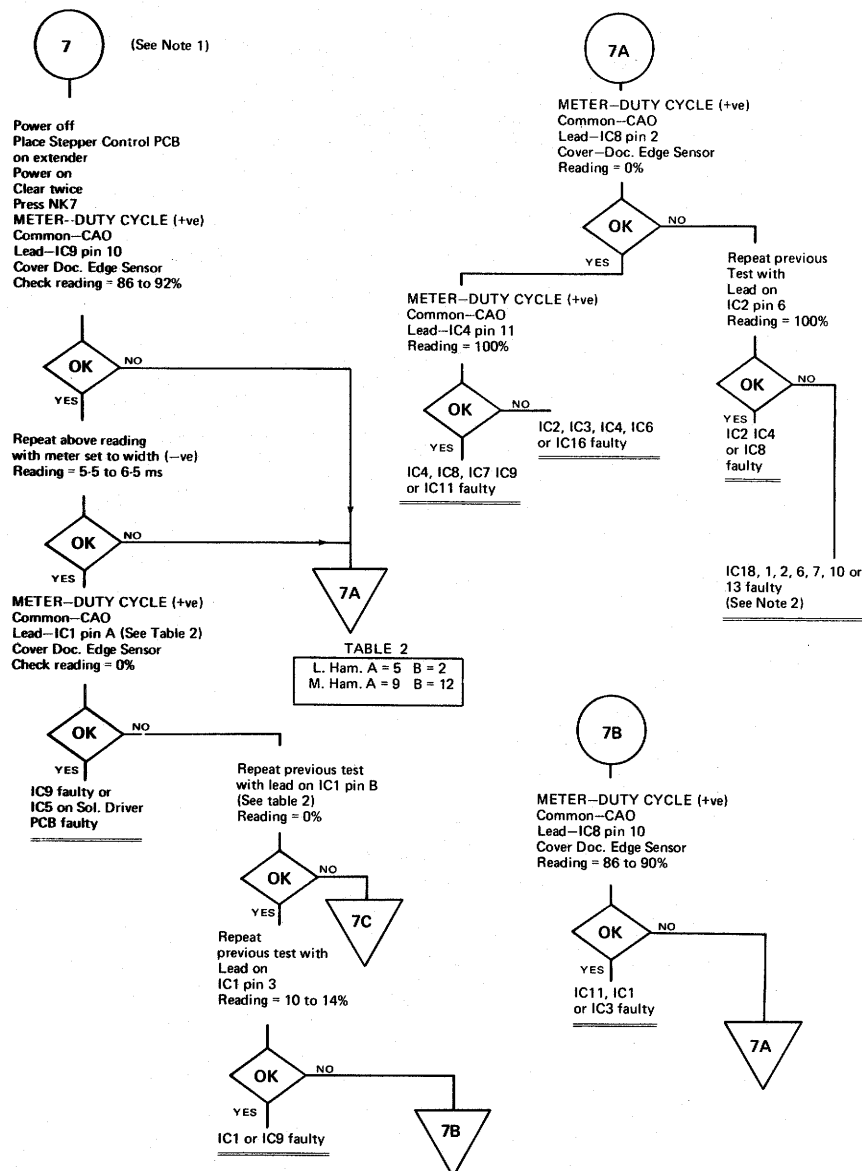 7
(See Note 1)
Power off
Place Stepper Control PCB
on extender
Power on
Clear twice
Press NK7
METER--DUTY CYCLE (+ve)
Common—CAO
Lead—IC9 pin 10
Cover Doc. Edge Sensor
Check reading = 86 to 92%
OK
NO
YES
Repeat above reading
with meter set to width (—ve)
Reading = 5-5 to 6-5 ms
OK
NO
YES
7A
METER—DUTY CYCLE (+ve)
Common—CAO
Lead—IC1 pin A (See Table 2)
Cover Doc. Edge Sensor
Check reading = 0%
TABLE 2
L. Ham. A = 5 B = 2
M. Ham. A = 9 B = 12
OK
NO
YES
IC9 faulty or
IC5 on Sol. Driver
PCB faulty
Repeat previous test
with lead on IC1 pin B
(See table 2)
Reading = 0%
OK
NO
YES
7C
Repeat
previous test with
Lead on
IC1 pin 3
Reading = 10 to 14%
OK
NO
YES
IC1 or IC9 faulty
7B
7A
METER—DUTY CYCLE (+ve)
Common—CAO
Lead—IC8 pin 2
Cover—Doc. Edge Sensor
Reading = 0%
OK
NO
YES
METER—DUTY CYCLE (+ve)
Common—CAO
Lead—IC4 pin 11
Reading = 100%
OK
NO
YES
IC2, IC3, IC4, IC6
or IC16 faulty
IC4, IC8, IC7 IC9
or IC11 faulty
Repeat previous
Test with
Lead on
IC2 pin 6
Reading = 100%
OK
NO
YES
IC2 IC4
or IC8
faulty
IC18, 1, 2, 6, 7, 10 or
13 faulty
(See Note 2)
7B
METER—DUTY CYCLE (+ve)
Common—CAO
Lead—IC8 pin 10
Cover Doc. Edge Sensor
Reading = 86 to 90%
OK
NO
YES
IC11, IC1
or IC3 faulty
7A